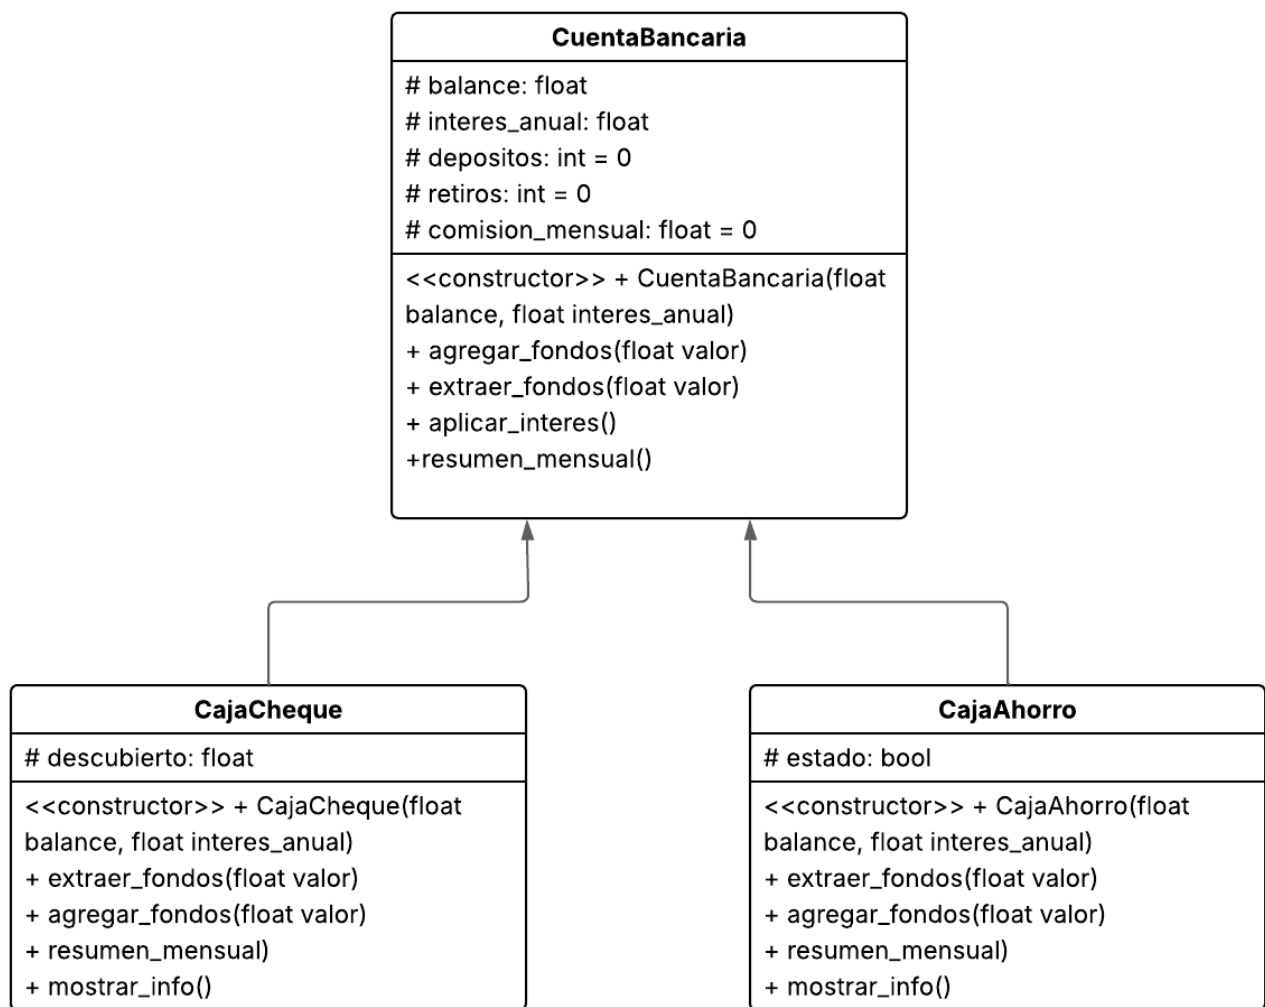 CuentaBancaria
# balance: float
# interes_anual: float
# depositos: int = 0
# retiros: int = 0
# comision_mensual: float = 0
<<constructor>> + CuentaBancaria(float
balance, float interes_anual)
+ agregar_fondos(float valor)
+ extraer_fondos(float valor)
+ aplicar_interes()
+resumen_mensual()
CajaCheque
# descubierto: float
<<constructor>> + CajaCheque(float
balance, float interes_anual)
+ extraer_fondos(float valor)
+ agregar_fondos(float valor)
+ resumen_mensual)
+ mostrar_info()
CajaAhorro
# estado: bool
<<constructor>> + CajaAhorro(float
balance, float interes_anual)
+ extraer_fondos(float valor)
+ agregar_fondos(float valor)
+ resumen_mensual)
+ mostrar_info()